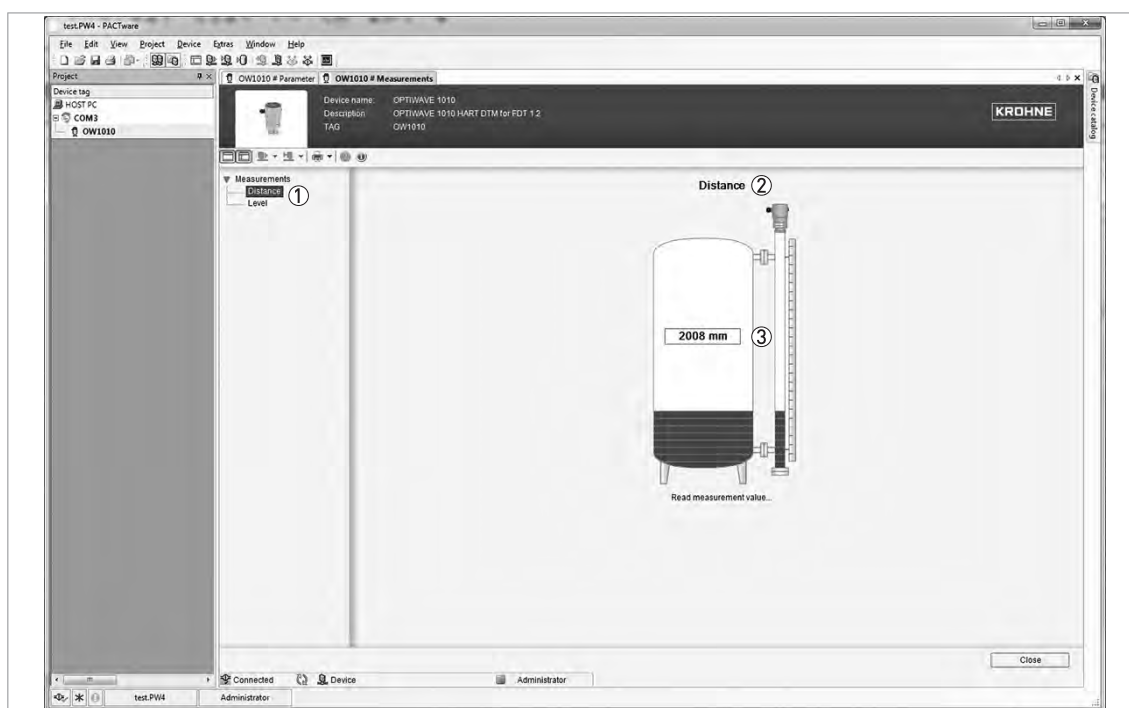 test.PW4 - PACTware
File Edit View Project Device Extras Window Help
Project
Device tag
HOST PC
COM3
OW1010
OW1010 # Parameter OW1010 # Measurements
Device name: OPTIWAVE 1010
Description: OPTIWAVE 1010 HART DTM for FDT 1.2
TAG OW1010
KROHNE
Device catalog
Measurements
Distance ①
Level
Distance ②
2008 mm ③
Read measurement value...
Close
Connected Device Administrator
test.PW4 Administrator